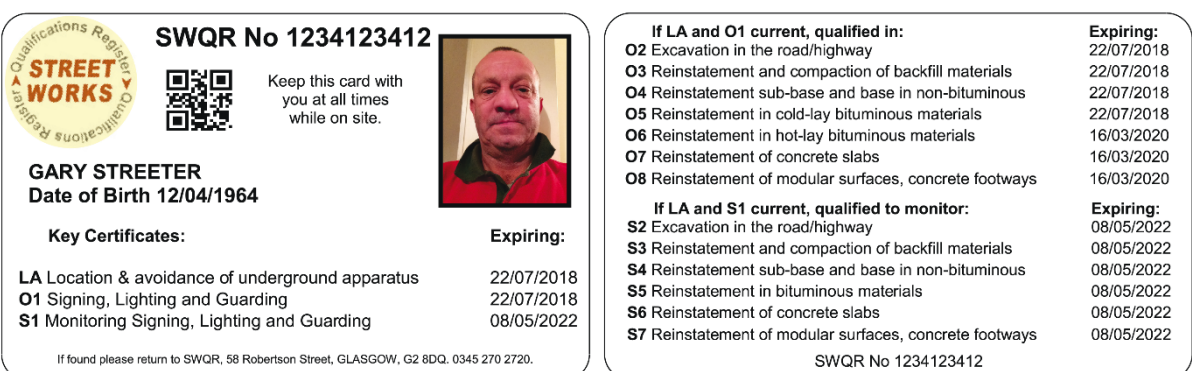 Qualifications Register
STREET
WORKS
Qualifications Register
SWQR No 1234123412
Keep this card with
you at all times
while on site.
GARY STREETER
Date of Birth 12/04/1964
Key Certificates: Expiring:
LA Location & avoidance of underground apparatus 22/07/2018
O1 Signing, Lighting and Guarding 22/07/2018
S1 Monitoring Signing, Lighting and Guarding 08/05/2022
If found please return to SWQR, 58 Robertson Street, GLASGOW, G2 8DQ. 0345 270 2720.
If LA and O1 current, qualified in: Expiring:
O2 Excavation in the road/highway 22/07/2018
O3 Reinstatement and compaction of backfill materials 22/07/2018
O4 Reinstatement sub-base and base in non-bituminous 22/07/2018
O5 Reinstatement in cold-lay bituminous materials 22/07/2018
O6 Reinstatement in hot-lay bituminous materials 16/03/2020
O7 Reinstatement of concrete slabs 16/03/2020
O8 Reinstatement of modular surfaces, concrete footways 16/03/2020
If LA and S1 current, qualified to monitor: Expiring:
S2 Excavation in the road/highway 08/05/2022
S3 Reinstatement and compaction of backfill materials 08/05/2022
S4 Reinstatement sub-base and base in non-bituminous 08/05/2022
S5 Reinstatement in bituminous materials 08/05/2022
S6 Reinstatement of concrete slabs 08/05/2022
S7 Reinstatement of modular surfaces, concrete footways 08/05/2022
SWQR No 1234123412